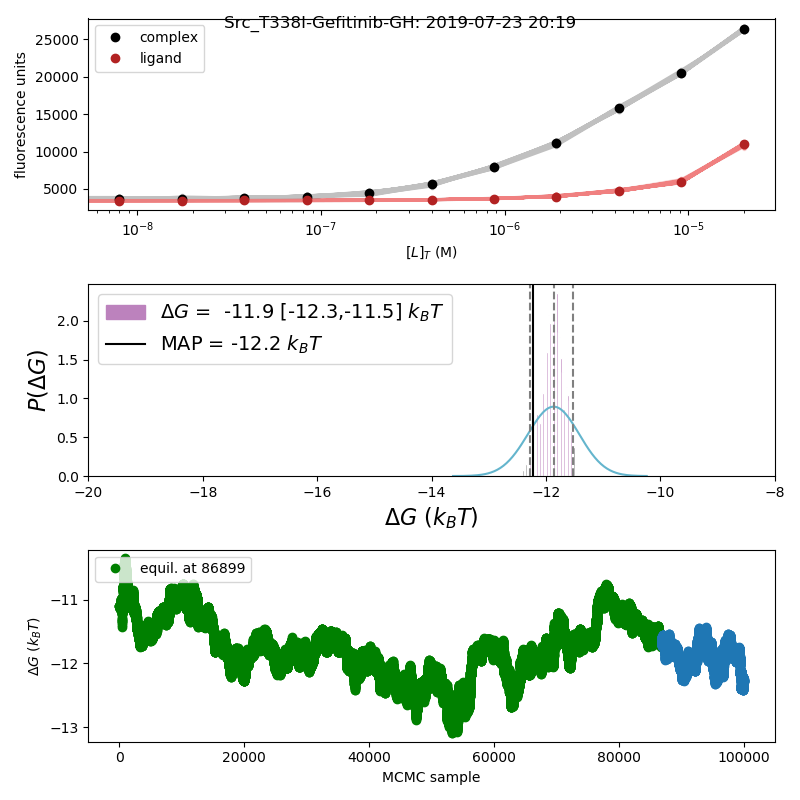 Src_T338I-Gefitinib-GH: 2019-07-23 20:19
complex
ligand
fluorescence units
25000
20000
15000
10000
5000
10⁻⁸ 10⁻⁷ 10⁻⁶ 10⁻⁵
[L]_T (M)
ΔG = -11.9 [-12.3,-11.5] k_BT
MAP = -12.2 k_BT
P(ΔG)
2.0
1.5
1.0
0.5
0.0
−20 −18 −16 −14 −12 −10 −8
ΔG (k_BT)
equil. at 86899
ΔG (k_BT)
−11
−12
−13
0 20000 40000 60000 80000 100000
MCMC sample